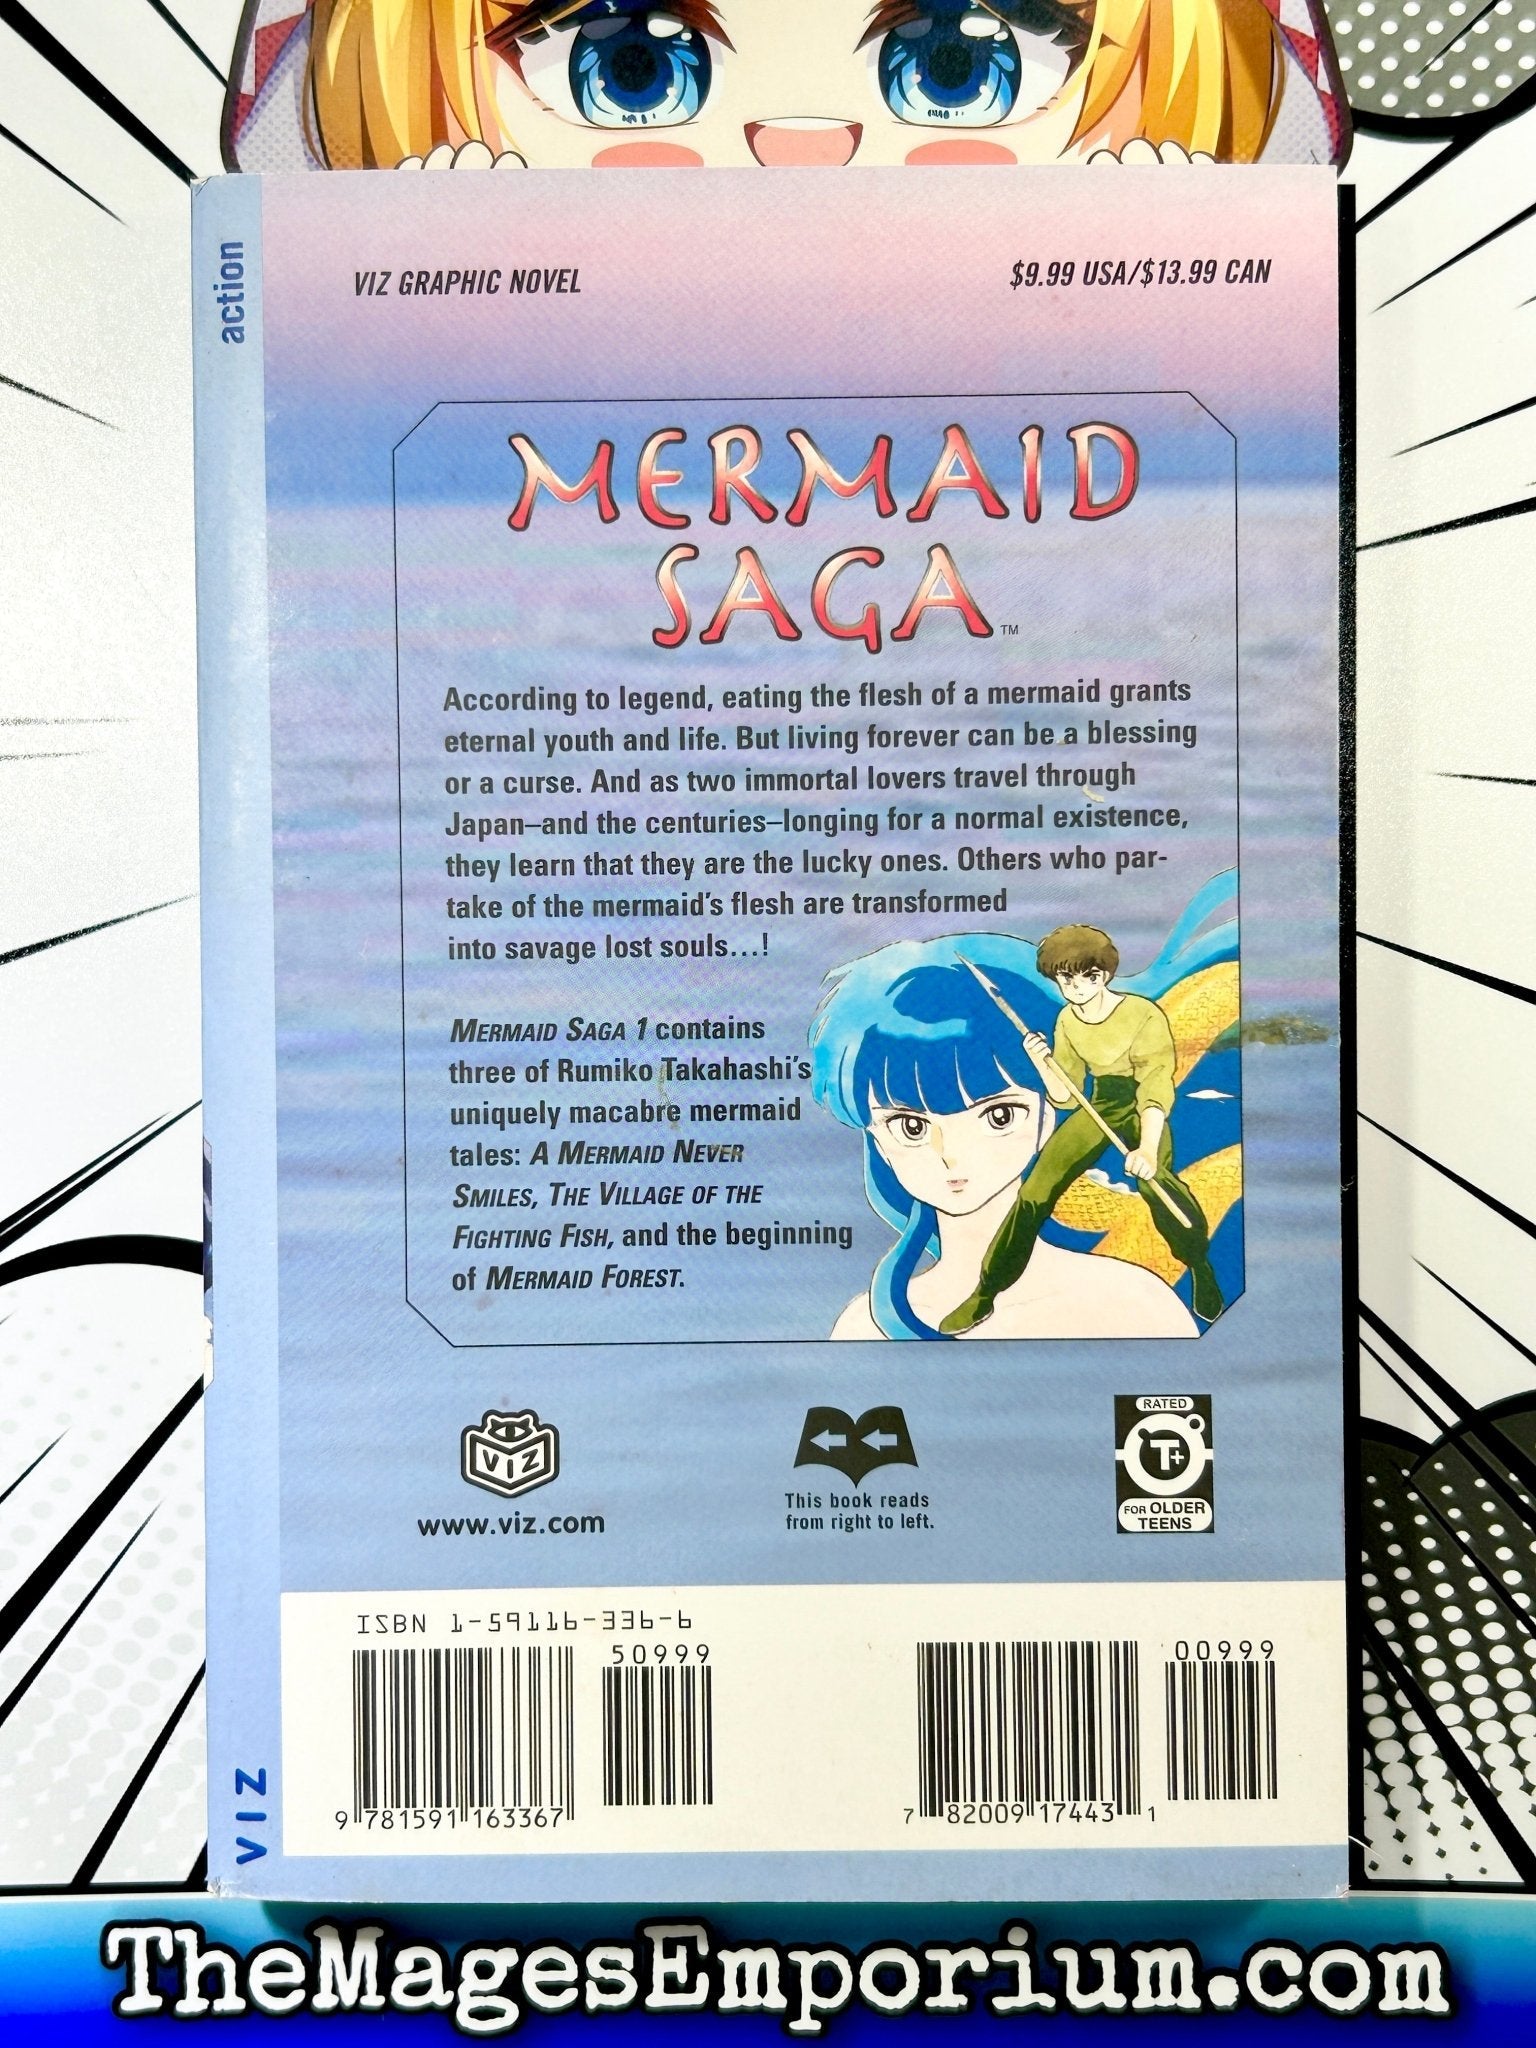 action
VIZ GRAPHIC NOVEL
$9.99 USA/$13.99 CAN
MERMAID
SAGA™
According to legend, eating the flesh of a mermaid grants
eternal youth and life. But living forever can be a blessing
or a curse. And as two immortal lovers travel through
Japan–and the centuries–longing for a normal existence,
they learn that they are the lucky ones. Others who par-
take of the mermaid's flesh are transformed
into savage lost souls...!
MERMAID SAGA 1 contains
three of Rumiko Takahashi's
uniquely macabre mermaid
tales: A MERMAID NEVER
SMILES, THE VILLAGE OF THE
FIGHTING FISH, and the beginning
of MERMAID FOREST.
VIZ
www.viz.com
This book reads
from right to left.
RATED
T+
FOR OLDER
TEENS
ISBN 1-59116-336-6
50999
9 781591 163367
00999
7 82009 17443 1
VIZ
TheMagesEmporium.com